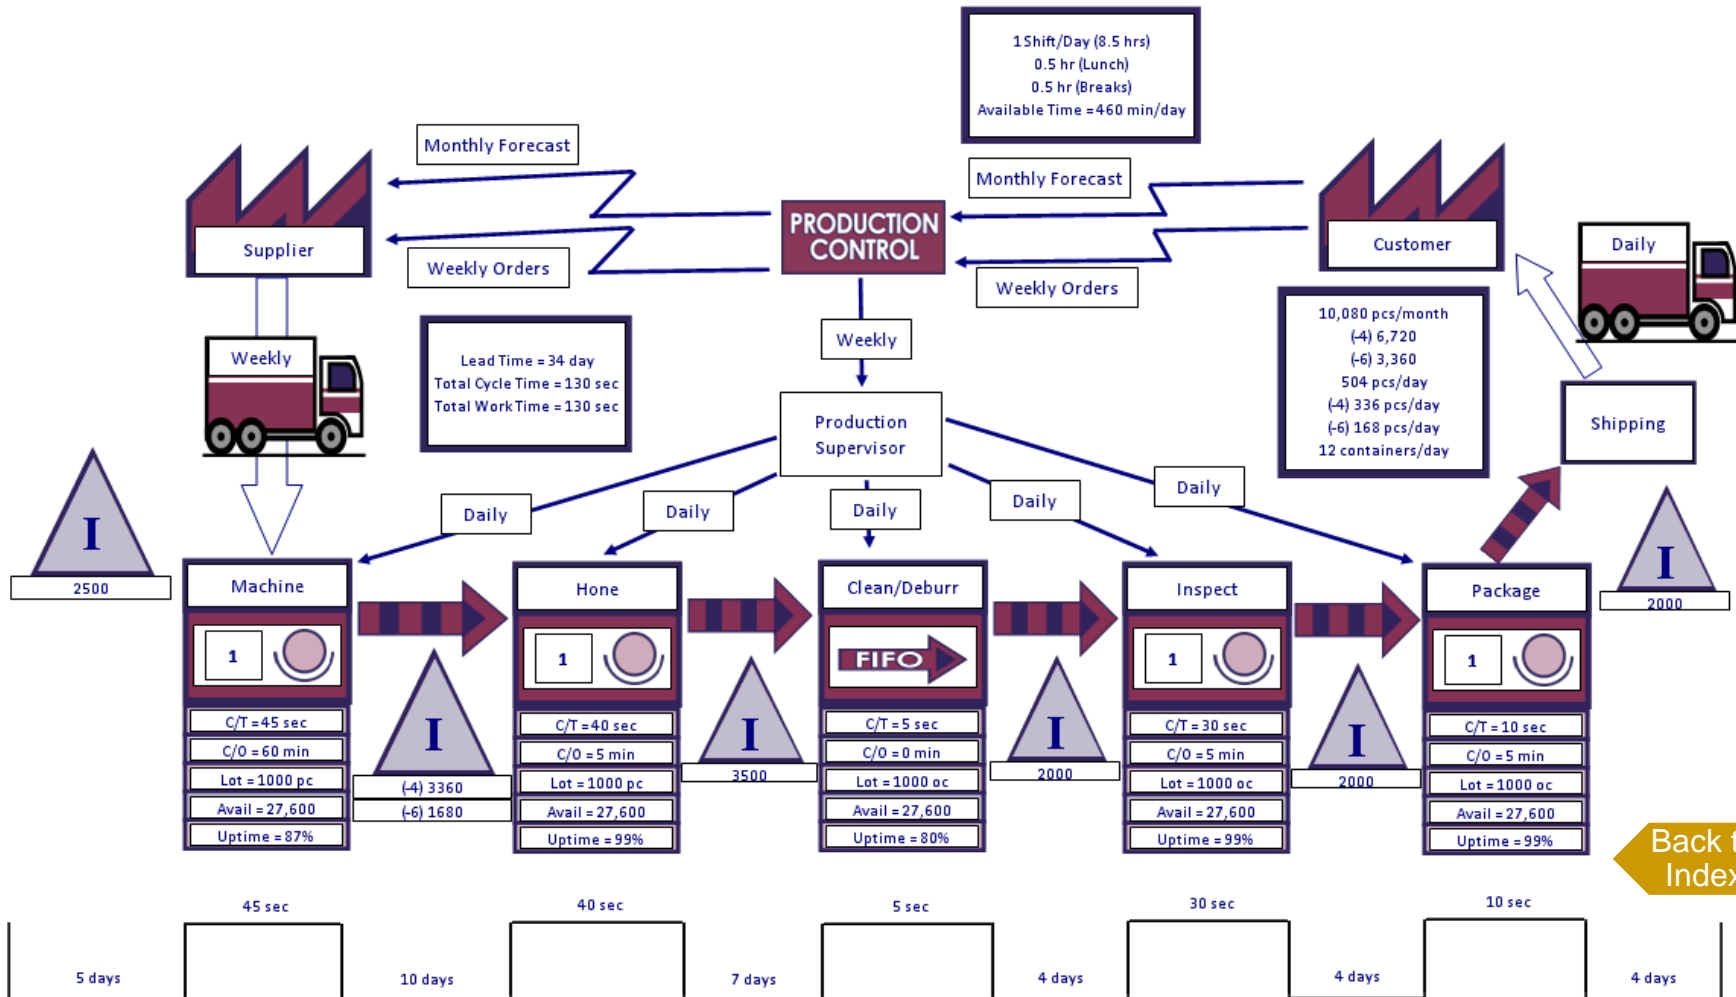 1 Shift/Day (8.5 hrs)
0.5 hr (Lunch)
0.5 hr (Breaks)
Available Time = 460 min/day
Monthly Forecast
Monthly Forecast
Supplier
PRODUCTION
CONTROL
Customer
Daily
Weekly Orders
Weekly Orders
Weekly
Lead Time = 34 day
Total Cycle Time = 130 sec
Total Work Time = 130 sec
Weekly
10,080 pcs/month
(-4) 6,720
(-6) 3,360
504 pcs/day
(-4) 336 pcs/day
(-6) 168 pcs/day
12 containers/day
Production
Supervisor
Shipping
Daily
Daily
Daily
Daily
Daily
I
2500
Machine
1
C/T = 45 sec
C/O = 60 min
Lot = 1000 pc
Avail = 27,600
Uptime = 87%
I
(-4) 3360
(-6) 1680
Hone
1
C/T = 40 sec
C/O = 5 min
Lot = 1000 pc
Avail = 27,600
Uptime = 99%
I
3500
Clean/Deburr
FIFO
C/T = 5 sec
C/O = 0 min
Lot = 1000 oc
Avail = 27,600
Uptime = 80%
I
2000
Inspect
1
C/T = 30 sec
C/O = 5 min
Lot = 1000 oc
Avail = 27,600
Uptime = 99%
I
2000
Package
1
C/T = 10 sec
C/O = 5 min
Lot = 1000 oc
Avail = 27,600
Uptime = 99%
I
2000
Back t
Index
45 sec
40 sec
5 sec
30 sec
10 sec
5 days
10 days
7 days
4 days
4 days
4 days